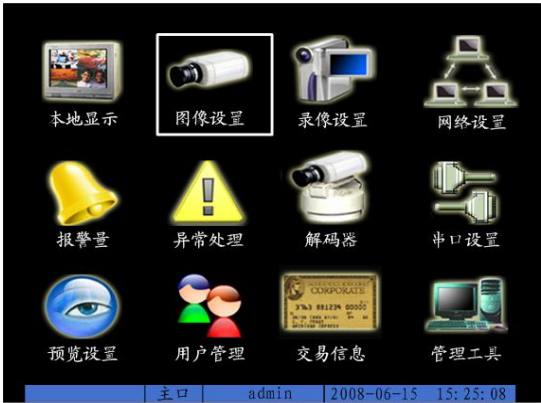 本地显示 图像设置 录像设置 网络设置
报警量 异常处理 解码器 串口设置
CORPORATE
预览设置 用户管理 交易信息 管理工具
主口 admin 2008-06-15 15:25:08